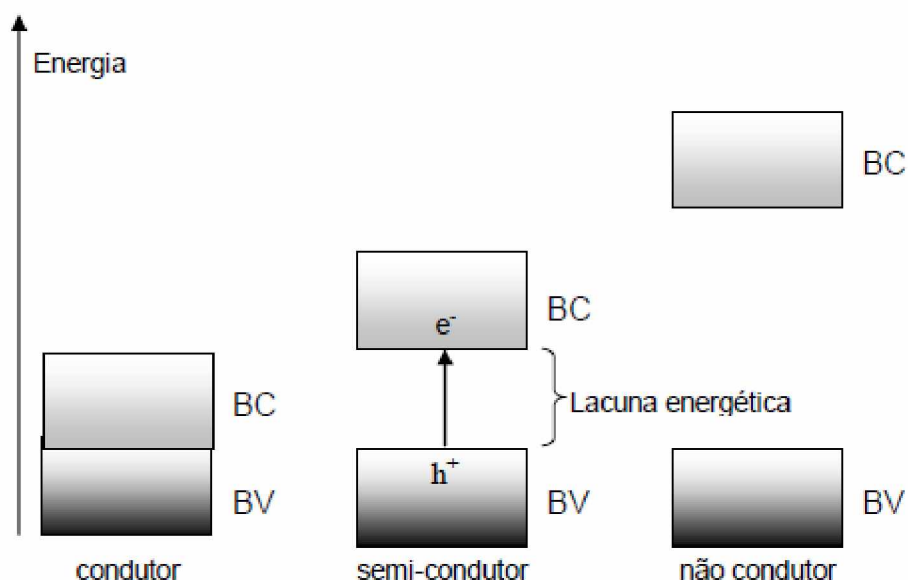 Energia
BC
BC
e⁻
BC
Lacuna energética
h⁺
BV
BV
BV
condutor
semi-condutor
não condutor